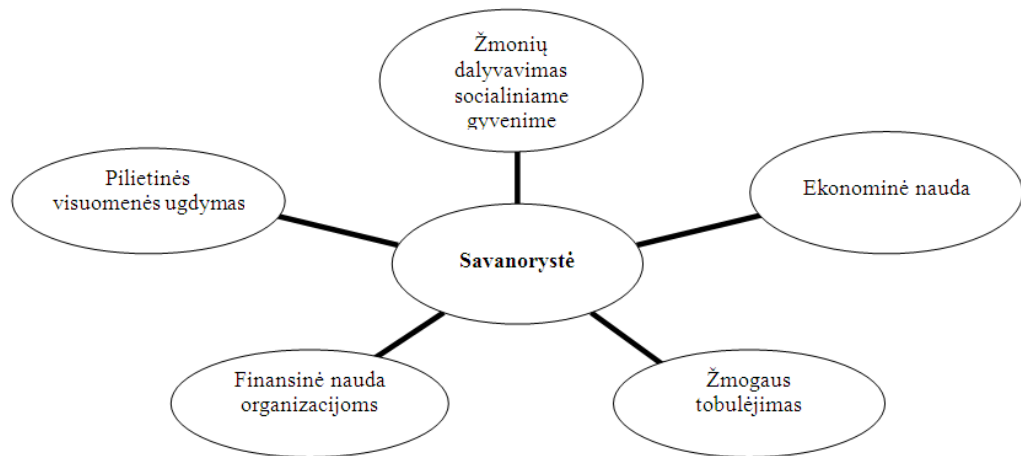 Žmonių
dalyvavimas
socialiniame
gyvenime
Pilietinės
visuomenės ugdymas
Ekonominė nauda
Savanorystė
Finansinė nauda
organizacijoms
Žmogaus
tobulėjimas